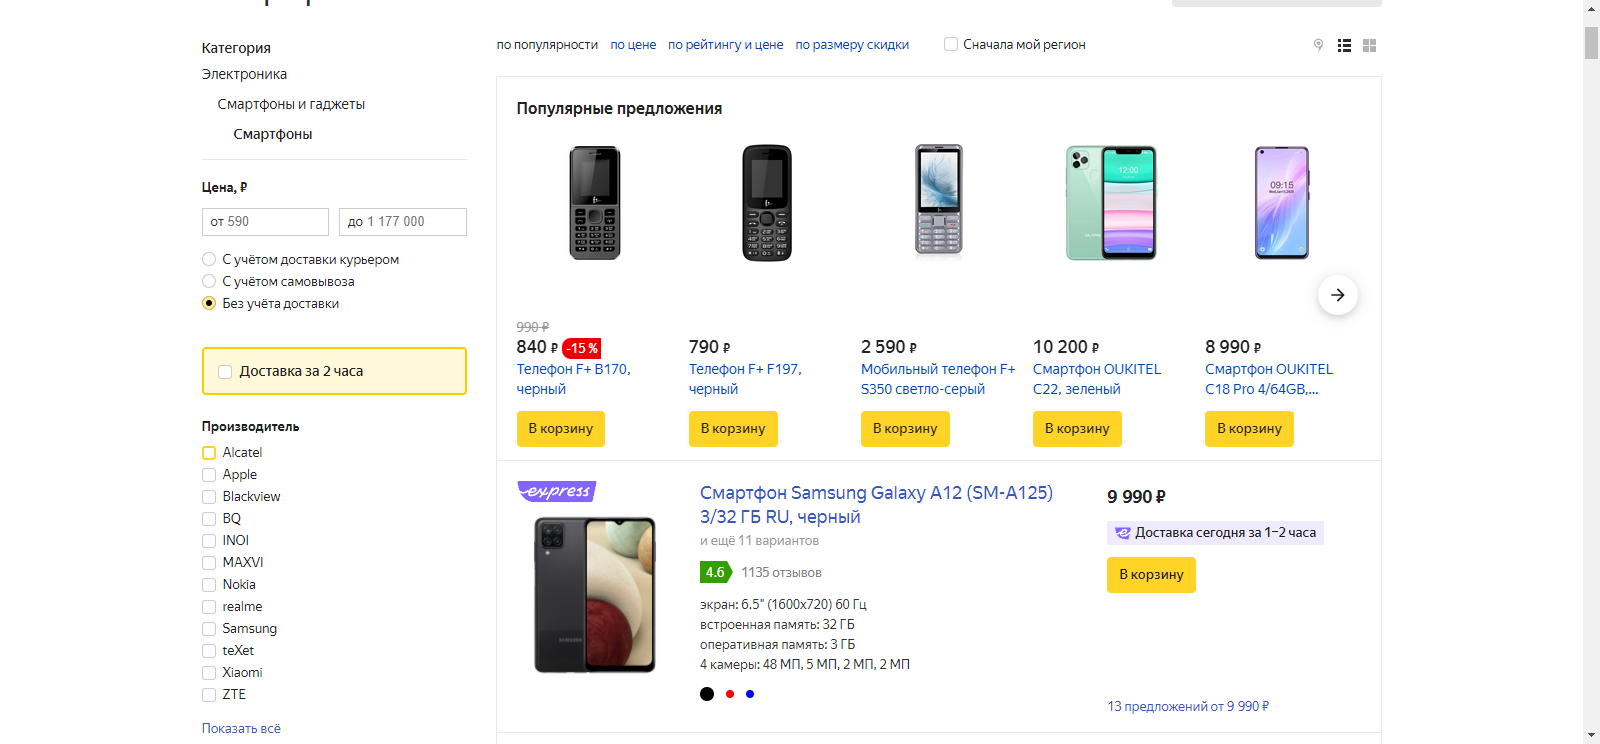 Категория
Электроника
Смартфоны и гаджеты
Смартфоны
Цена, ₽
от 590
до 1 177 000
С учётом доставки курьером
С учётом самовывоза
Без учёта доставки
Доставка за 2 часа
Производитель
Alcatel
Apple
Blackview
BQ
INOI
MAXVI
Nokia
realme
Samsung
teXet
Xiaomi
ZTE
Показать всё
по популярности по цене по рейтингу и цене по размеру скидки Сначала мой регион
Популярные предложения
12:00
09:15
990 ₽
840 ₽ -15 %
Телефон F+ B170,
черный
В корзину
790 ₽
Телефон F+ F197,
черный
В корзину
2 590 ₽
Мобильный телефон F+
S350 светло-серый
В корзину
10 200 ₽
Смартфон OUKITEL
C22, зеленый
В корзину
8 990 ₽
Смартфон OUKITEL
C18 Pro 4/64GB,...
В корзину
express
SAMSUNG
Смартфон Samsung Galaxy A12 (SM-A125)
3/32 ГБ RU, черный
и ещё 11 вариантов
4.6 1135 отзывов
экран: 6.5" (1600x720) 60 Гц
встроенная память: 32 ГБ
оперативная память: 3 ГБ
4 камеры: 48 МП, 5 МП, 2 МП, 2 МП
9 990 ₽
Доставка сегодня за 1–2 часа
В корзину
13 предложений от 9 990 ₽